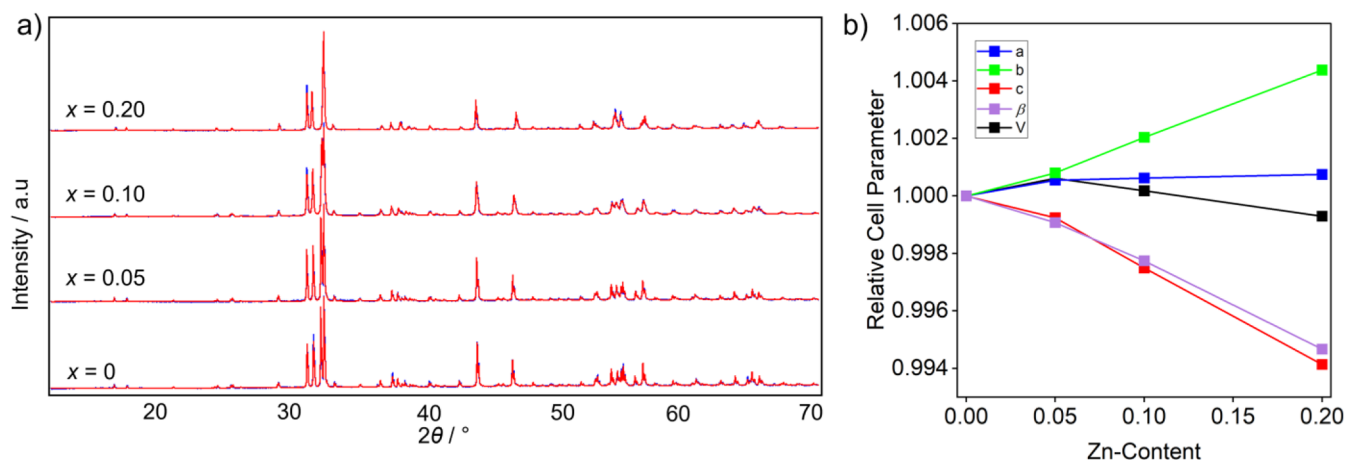 a)
x = 0.20
x = 0.10
x = 0.05
x = 0
Intensity / a.u
20 30 40 50 60 70
2θ / °
b)
1.006
1.004
1.002
1.000
0.998
0.996
0.994
a
b
c
β
V
Relative Cell Parameter
0.00 0.05 0.10 0.15 0.20
Zn-Content